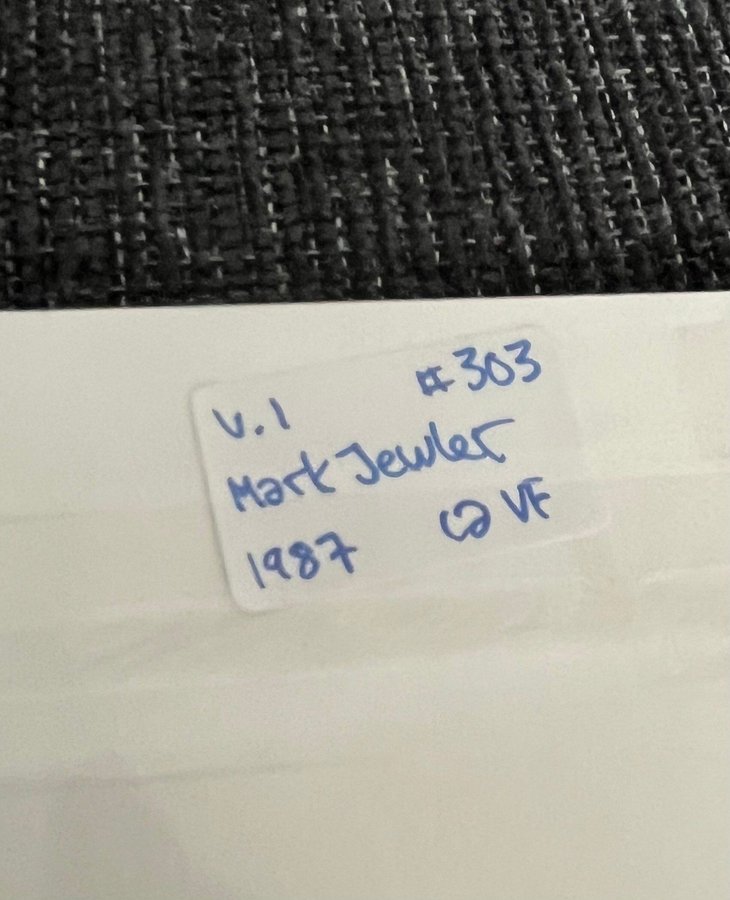 V.1 #303
Mark Jewler
1987 VF